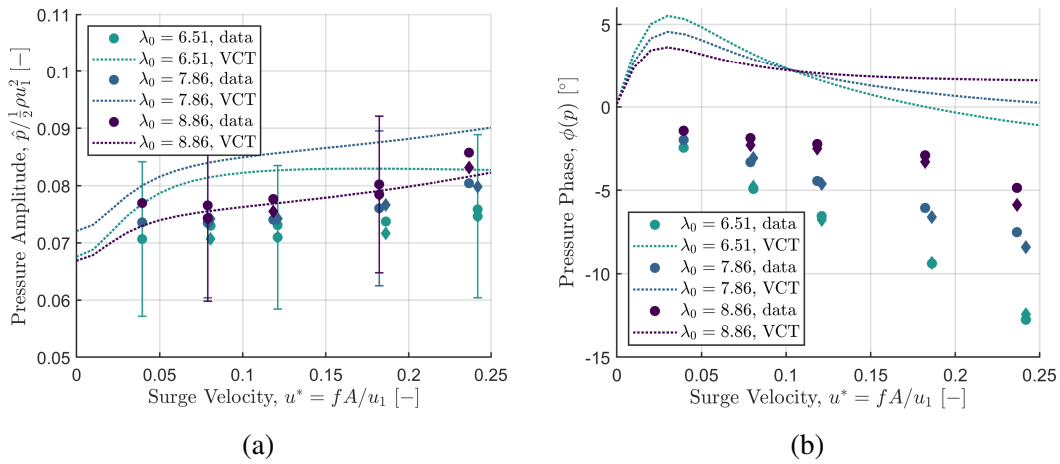 0.11
0.1
0.09
0.08
0.07
0.06
0.05
Pressure Amplitude, p̂/½ρu₁² [−]
λ₀ = 6.51, data
λ₀ = 6.51, VCT
λ₀ = 7.86, data
λ₀ = 7.86, VCT
λ₀ = 8.86, data
λ₀ = 8.86, VCT
0 0.05 0.1 0.15 0.2 0.25
Surge Velocity, u* = fA/u₁ [−]
(a)
5
0
-5
-10
-15
Pressure Phase, ϕ(p) [°]
λ₀ = 6.51, data
λ₀ = 6.51, VCT
λ₀ = 7.86, data
λ₀ = 7.86, VCT
λ₀ = 8.86, data
λ₀ = 8.86, VCT
0 0.05 0.1 0.15 0.2 0.25
Surge Velocity, u* = fA/u₁ [−]
(b)